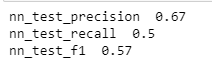 nn_test_precision  0.67
nn_test_recall  0.5
nn_test_f1  0.57